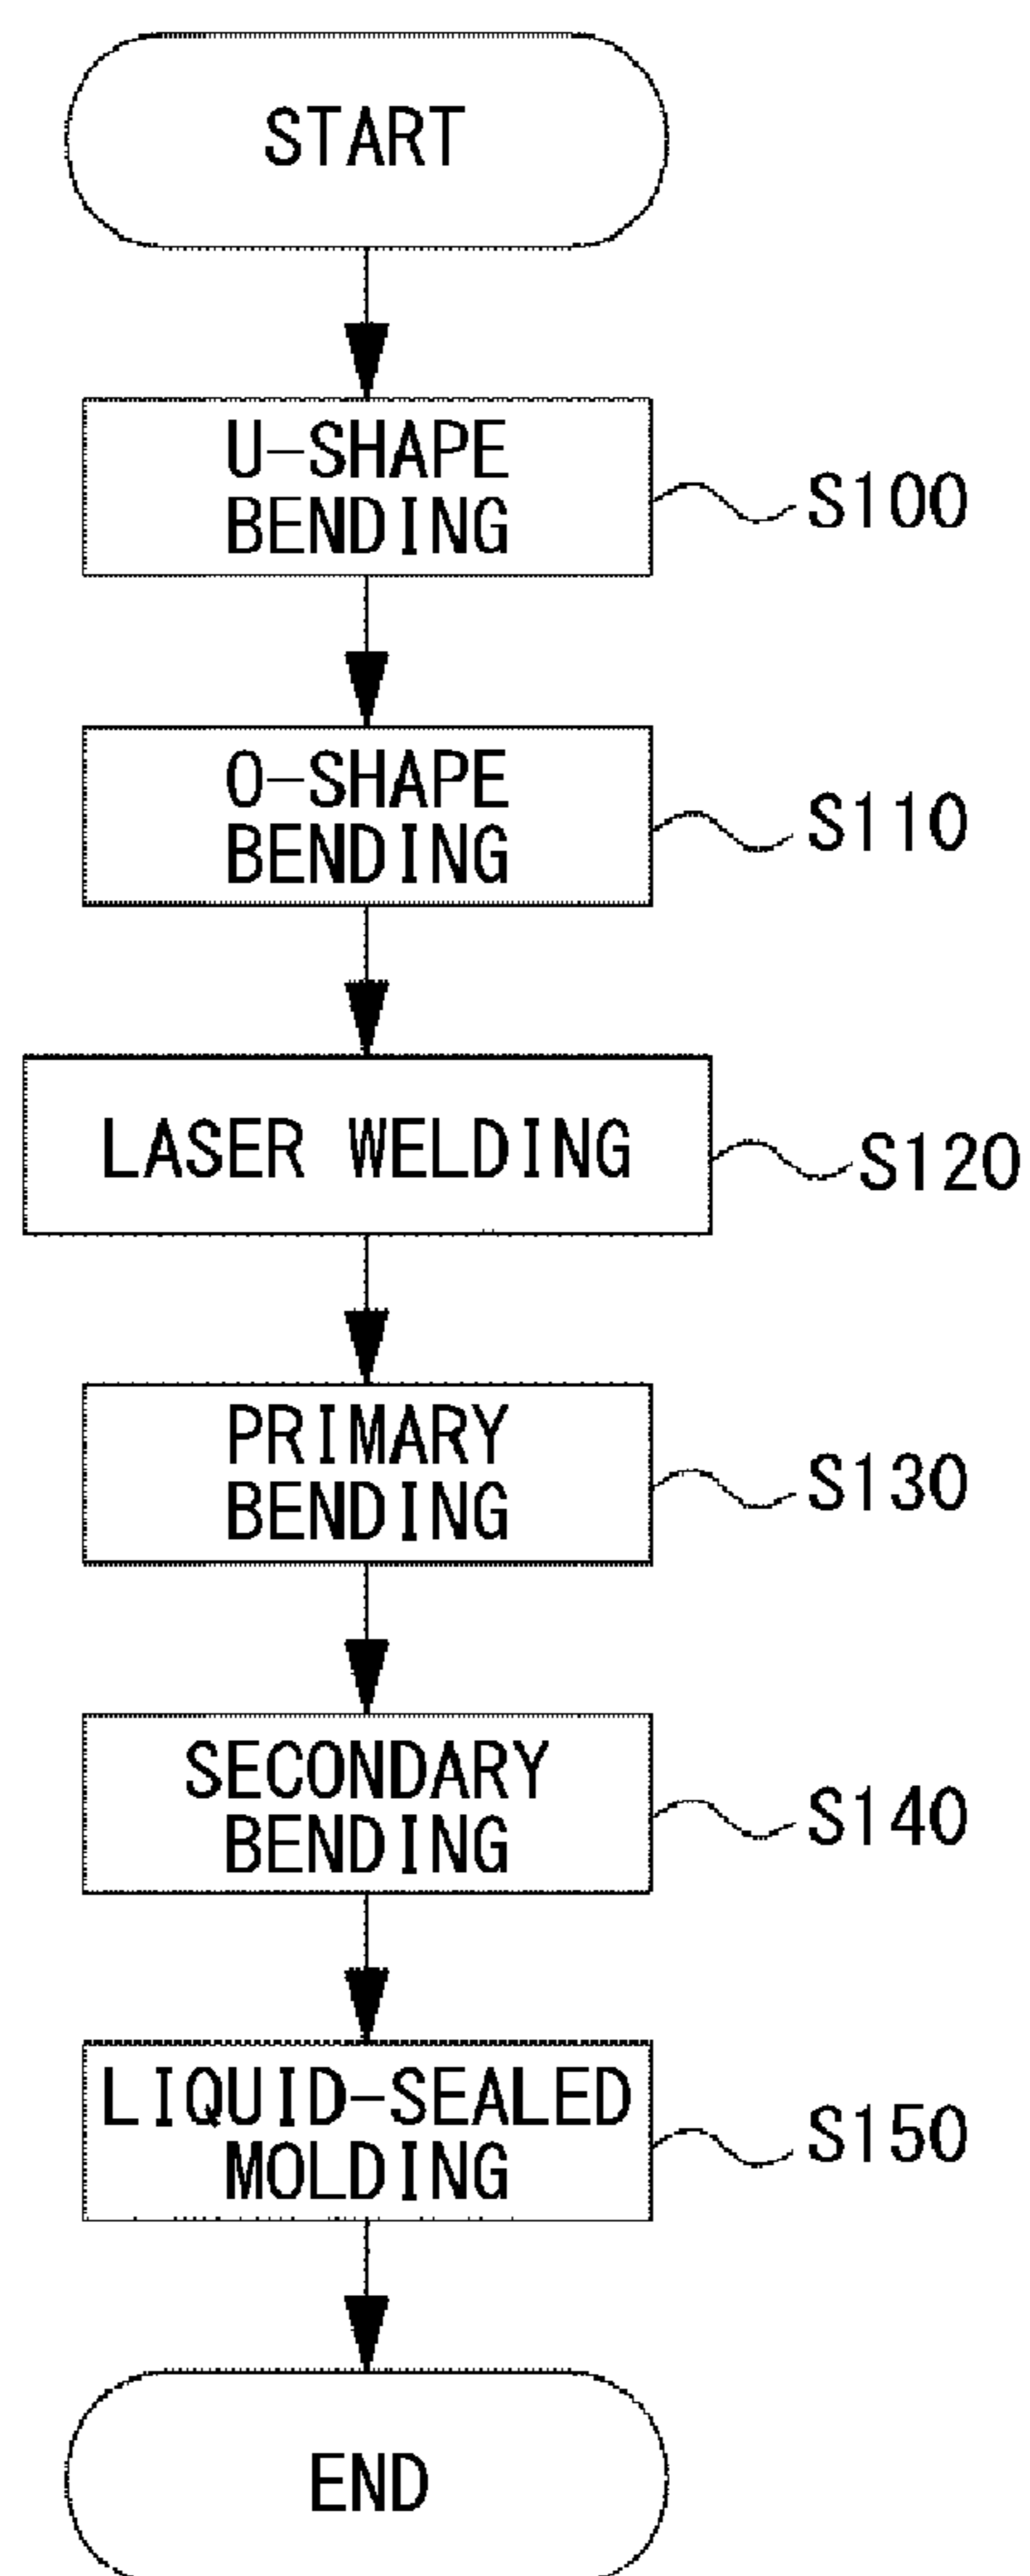 START
U-SHAPE
BENDING
S100
O-SHAPE
BENDING
S110
LASER WELDING
S120
PRIMARY
BENDING
S130
SECONDARY
BENDING
S140
LIQUID-SEALED
MOLDING
S150
END